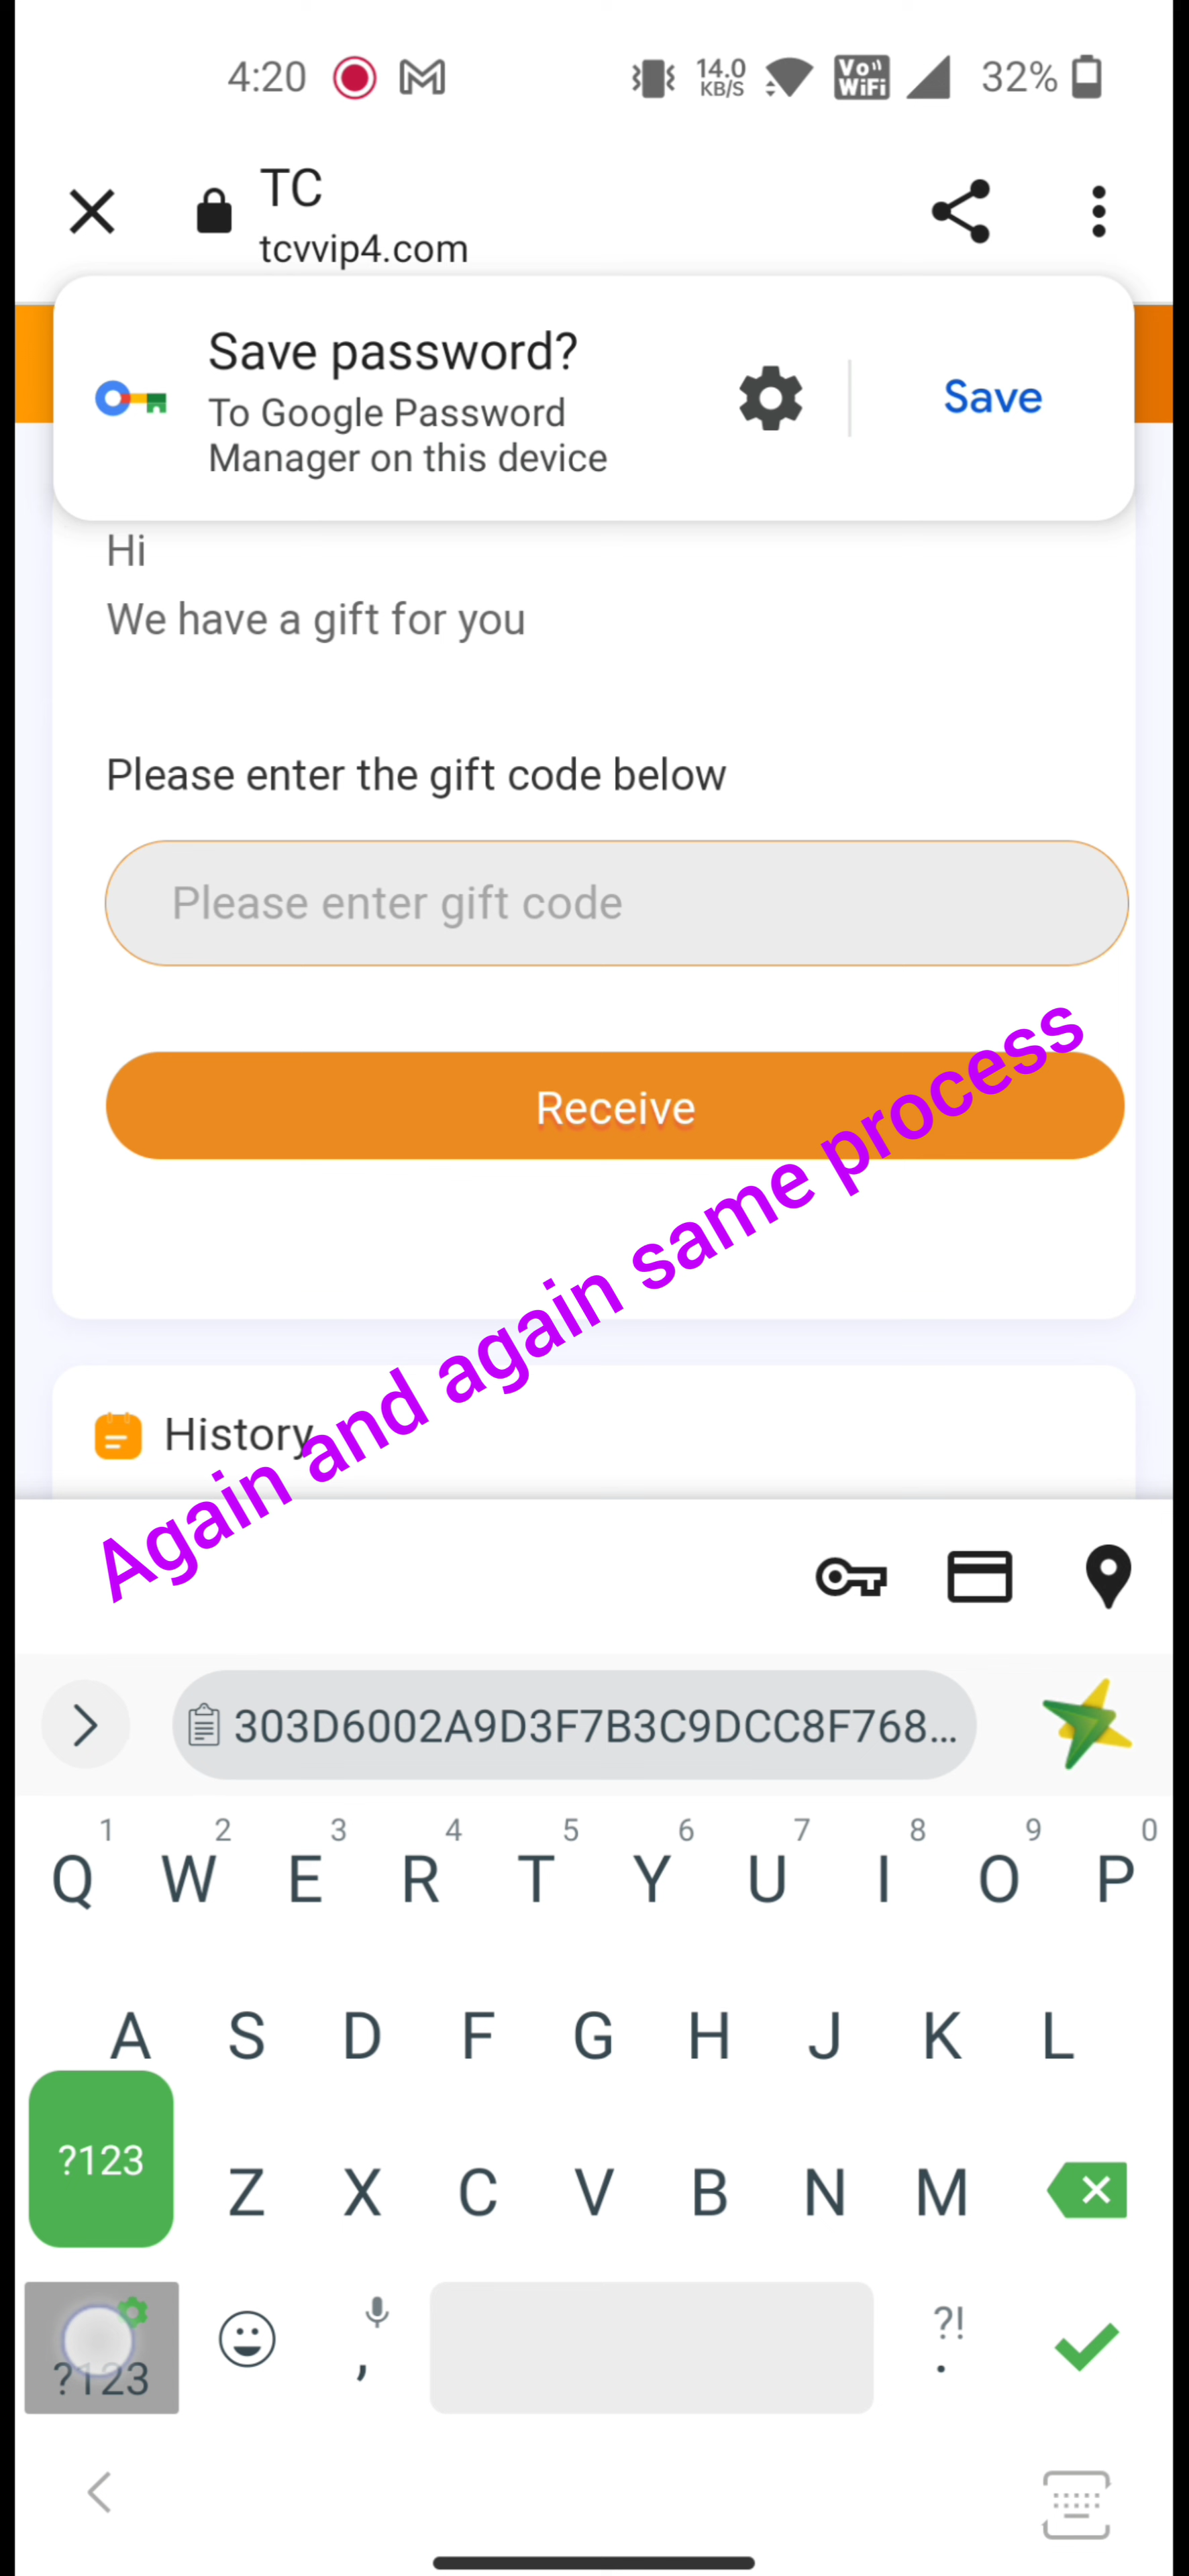 4:20
14.0
KB/S
Vo
WiFi
32%
TC
tcvvip4.com
Save password?
To Google Password
Manager on this device
Save
Hi
We have a gift for you
Please enter the gift code below
Please enter gift code
Receive
Again and again same process
History
303D6002A9D3F7B3C9DCC8F768...
1 2 3 4 5 6 7 8 9 0
Q W E R T Y U I O P
A S D F G H J K L
?123
Z X C V B N M
?123
,
?!
.